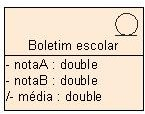 Boletim escolar
- notaA : double
- notaB : double
/- média : double